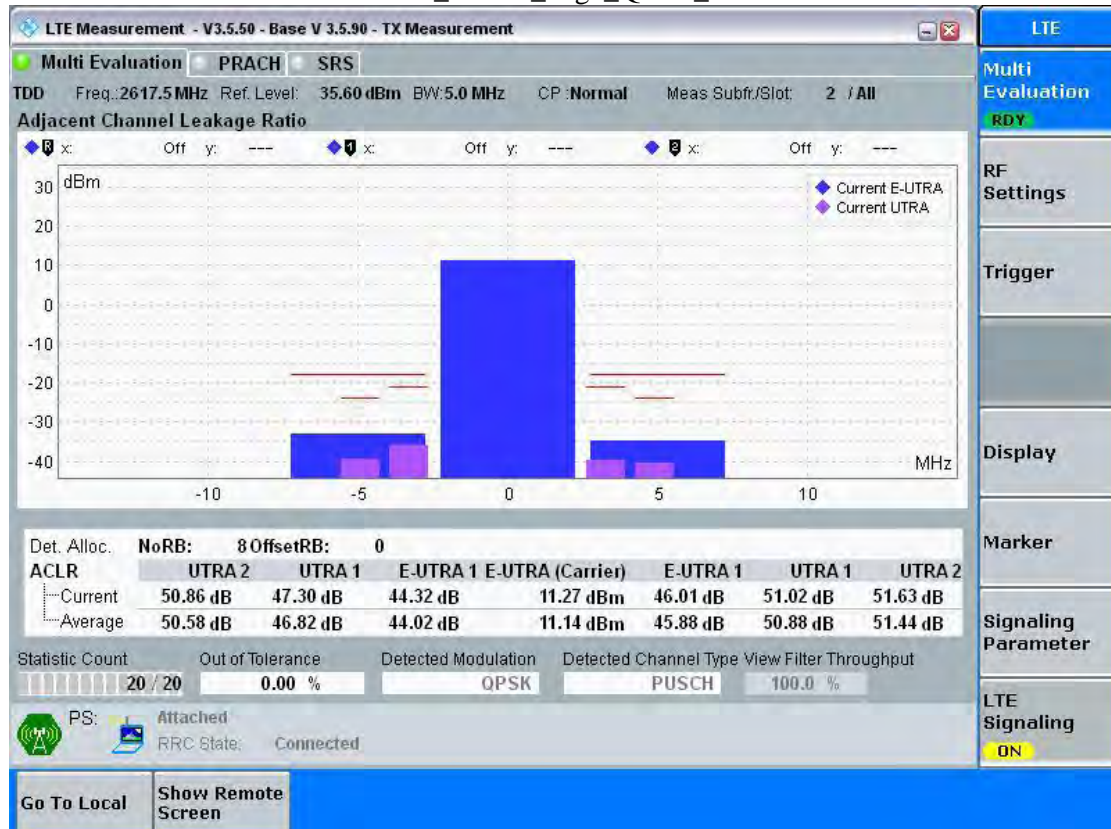 LTE Measurement - V3.5.50 - Base V 3.5.90 - TX Measurement
LTE
Multi Evaluation PRACH SRS
TDD Freq.:2617.5 MHz Ref. Level: 35.60 dBm BW:5.0 MHz CP :Normal Meas Subfr./Slot: 2 / All
Adjacent Channel Leakage Ratio
R x: Off y: --- 1 x: Off y: --- 2 x: Off y: ---
dBm
Current E-UTRA
Current UTRA
30
20
10
0
-10
-20
-30
-40
MHz
-10 -5 0 5 10
Det. Alloc. NoRB: 8 OffsetRB: 0
ACLR UTRA 2 UTRA 1 E-UTRA 1 E-UTRA (Carrier) E-UTRA 1 UTRA 1 UTRA 2
Current 50.86 dB 47.30 dB 44.32 dB 11.27 dBm 46.01 dB 51.02 dB 51.63 dB
Average 50.58 dB 46.82 dB 44.02 dB 11.14 dBm 45.88 dB 50.88 dB 51.44 dB
Statistic Count Out of Tolerance Detected Modulation Detected Channel Type View Filter Throughput
20 / 20 0.00 % QPSK PUSCH 100.0 %
PS: Attached
RRC State: Connected
Multi
Evaluation
RDY
RF
Settings
Trigger
Display
Marker
Signaling
Parameter
LTE
Signaling
ON
Go To Local
Show Remote
Screen